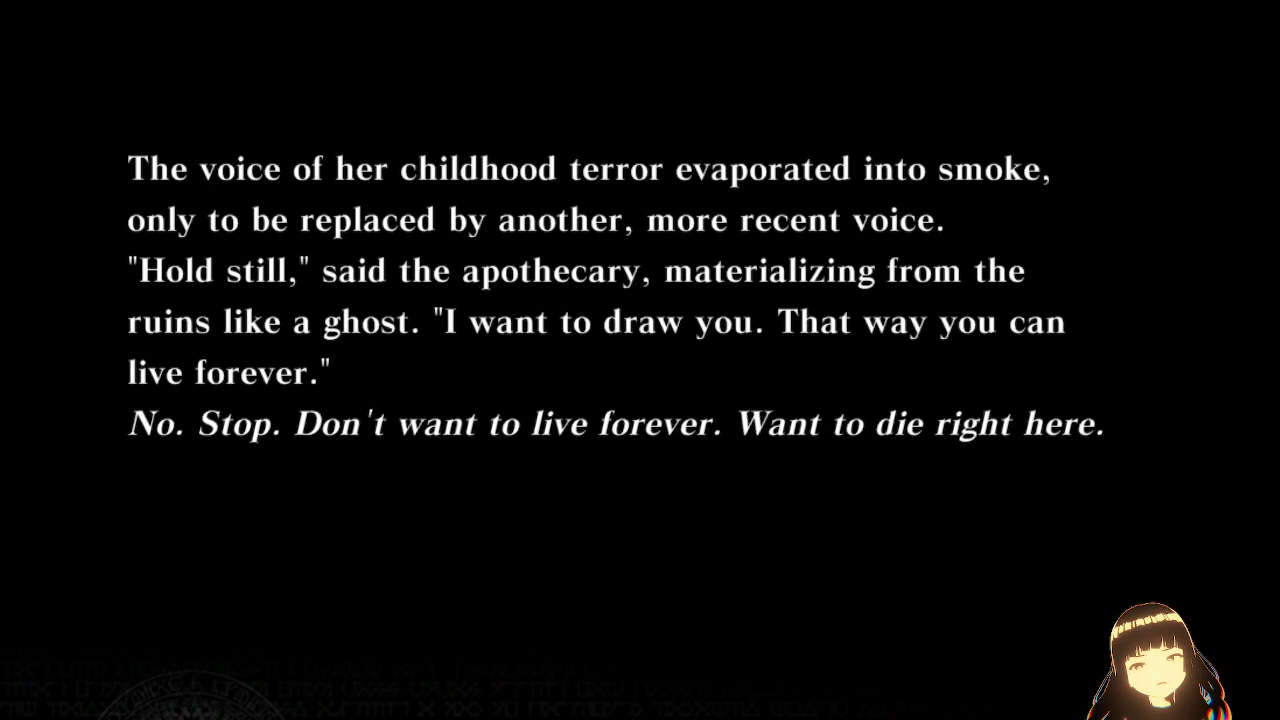 The voice of her childhood terror evaporated into smoke,
only to be replaced by another, more recent voice.
"Hold still," said the apothecary, materializing from the
ruins like a ghost. "I want to draw you. That way you can
live forever."
No. Stop. Don't want to live forever. Want to die right here.